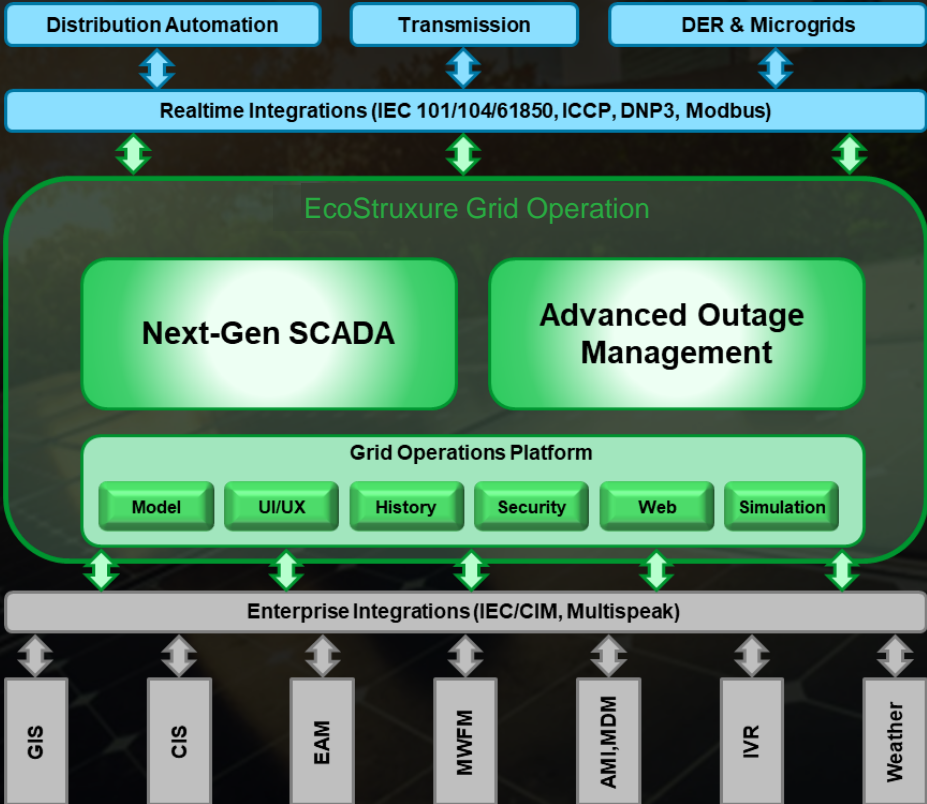 Distribution Automation
Transmission
DER & Microgrids
Realtime Integrations (IEC 101/104/61850, ICCP, DNP3, Modbus)
EcoStruxure Grid Operation
Next-Gen SCADA
Advanced Outage
Management
Grid Operations Platform
Model
UI/UX
History
Security
Web
Simulation
Enterprise Integrations (IEC/CIM, Multispeak)
GIS
CIS
EAM
MWFM
AMI,MDM
IVR
Weather